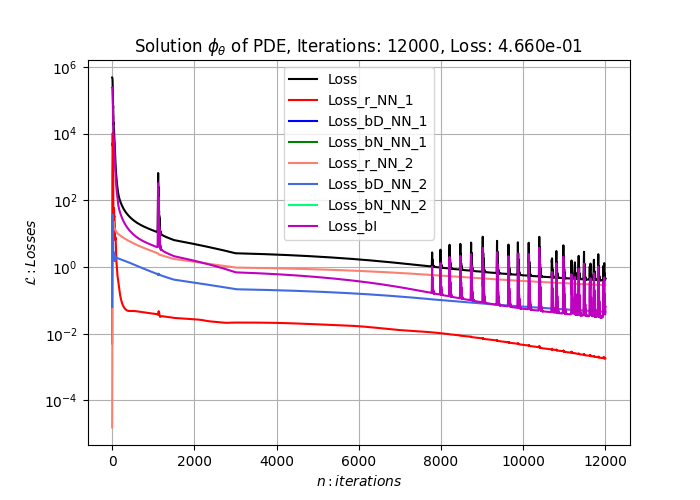 Solution ϕθ of PDE, Iterations: 12000, Loss: 4.660e-01
10^6
10^4
10^2
10^0
10^−2
10^−4
ℒ : Losses
Loss
Loss_r_NN_1
Loss_bD_NN_1
Loss_bN_NN_1
Loss_r_NN_2
Loss_bD_NN_2
Loss_bN_NN_2
Loss_bI
0 2000 4000 6000 8000 10000 12000
n : iterations